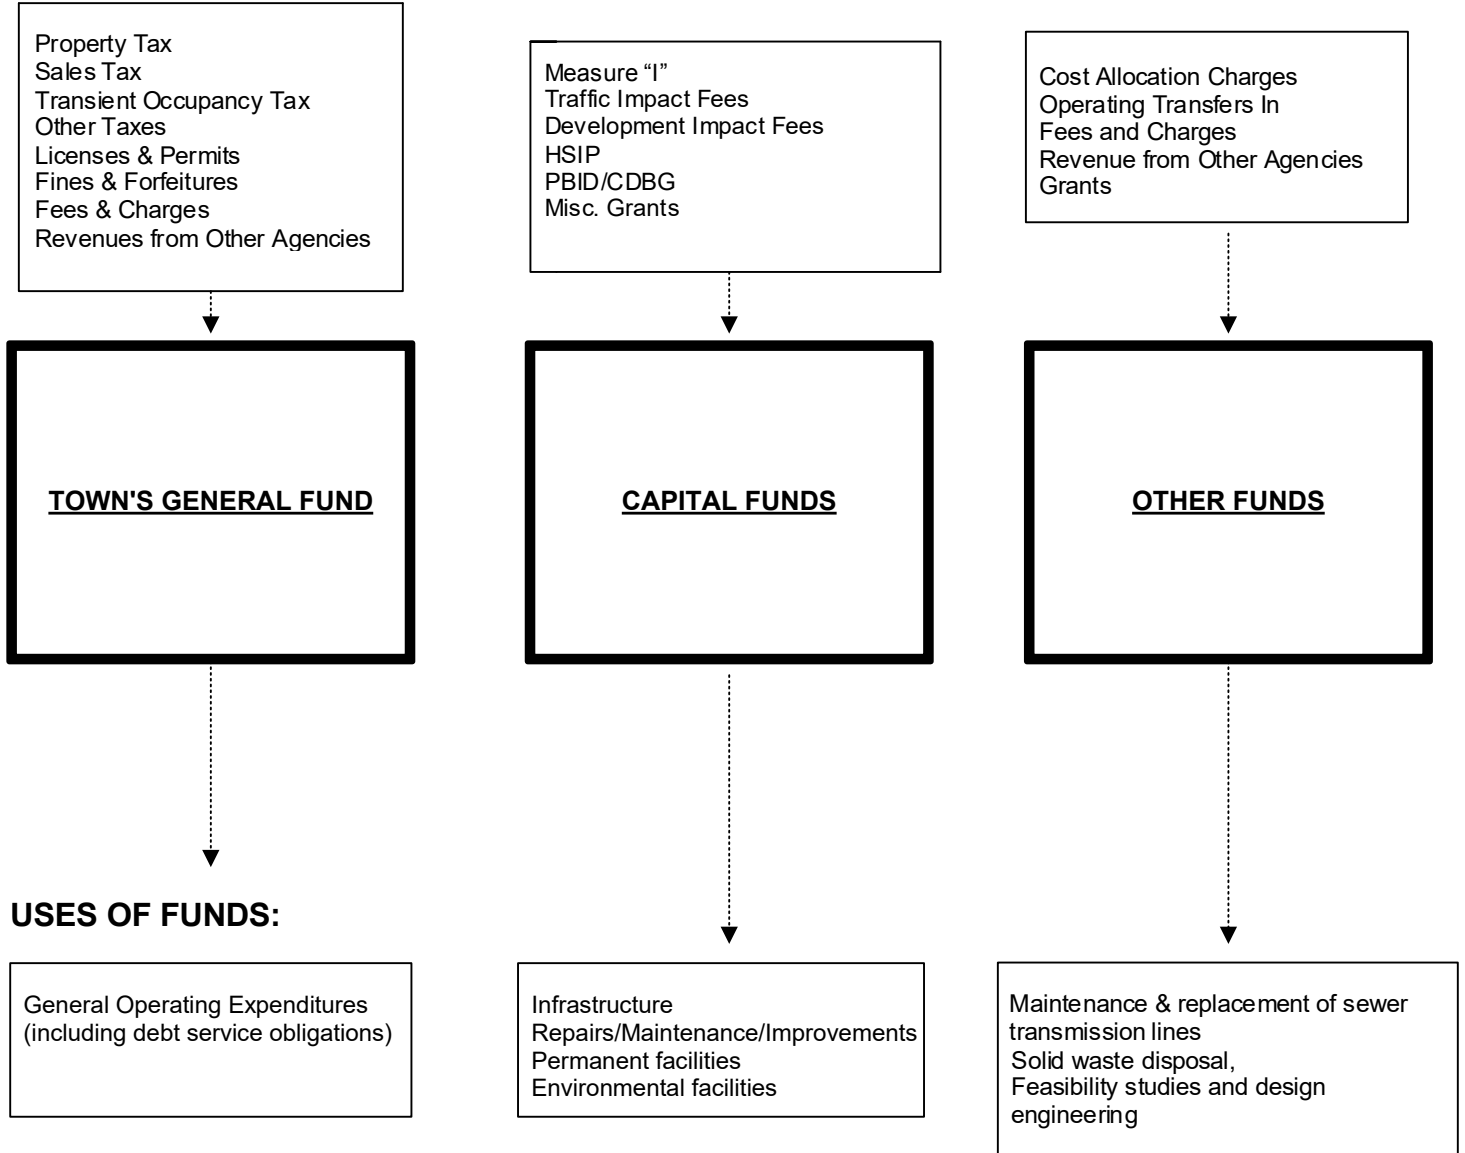 Property Tax
Sales Tax
Transient Occupancy Tax
Other Taxes
Licenses & Permits
Fines & Forfeitures
Fees & Charges
Revenues from Other Agencies
Measure “I”
Traffic Impact Fees
Development Impact Fees
HSIP
PBID/CDBG
Misc. Grants
Cost Allocation Charges
Operating Transfers In
Fees and Charges
Revenue from Other Agencies
Grants
TOWN'S GENERAL FUND
CAPITAL FUNDS
OTHER FUNDS
USES OF FUNDS:
General Operating Expenditures
(including debt service obligations)
Infrastructure
Repairs/Maintenance/Improvements
Permanent facilities
Environmental facilities
Maintenance & replacement of sewer
transmission lines
Solid waste disposal,
Feasibility studies and design
engineering